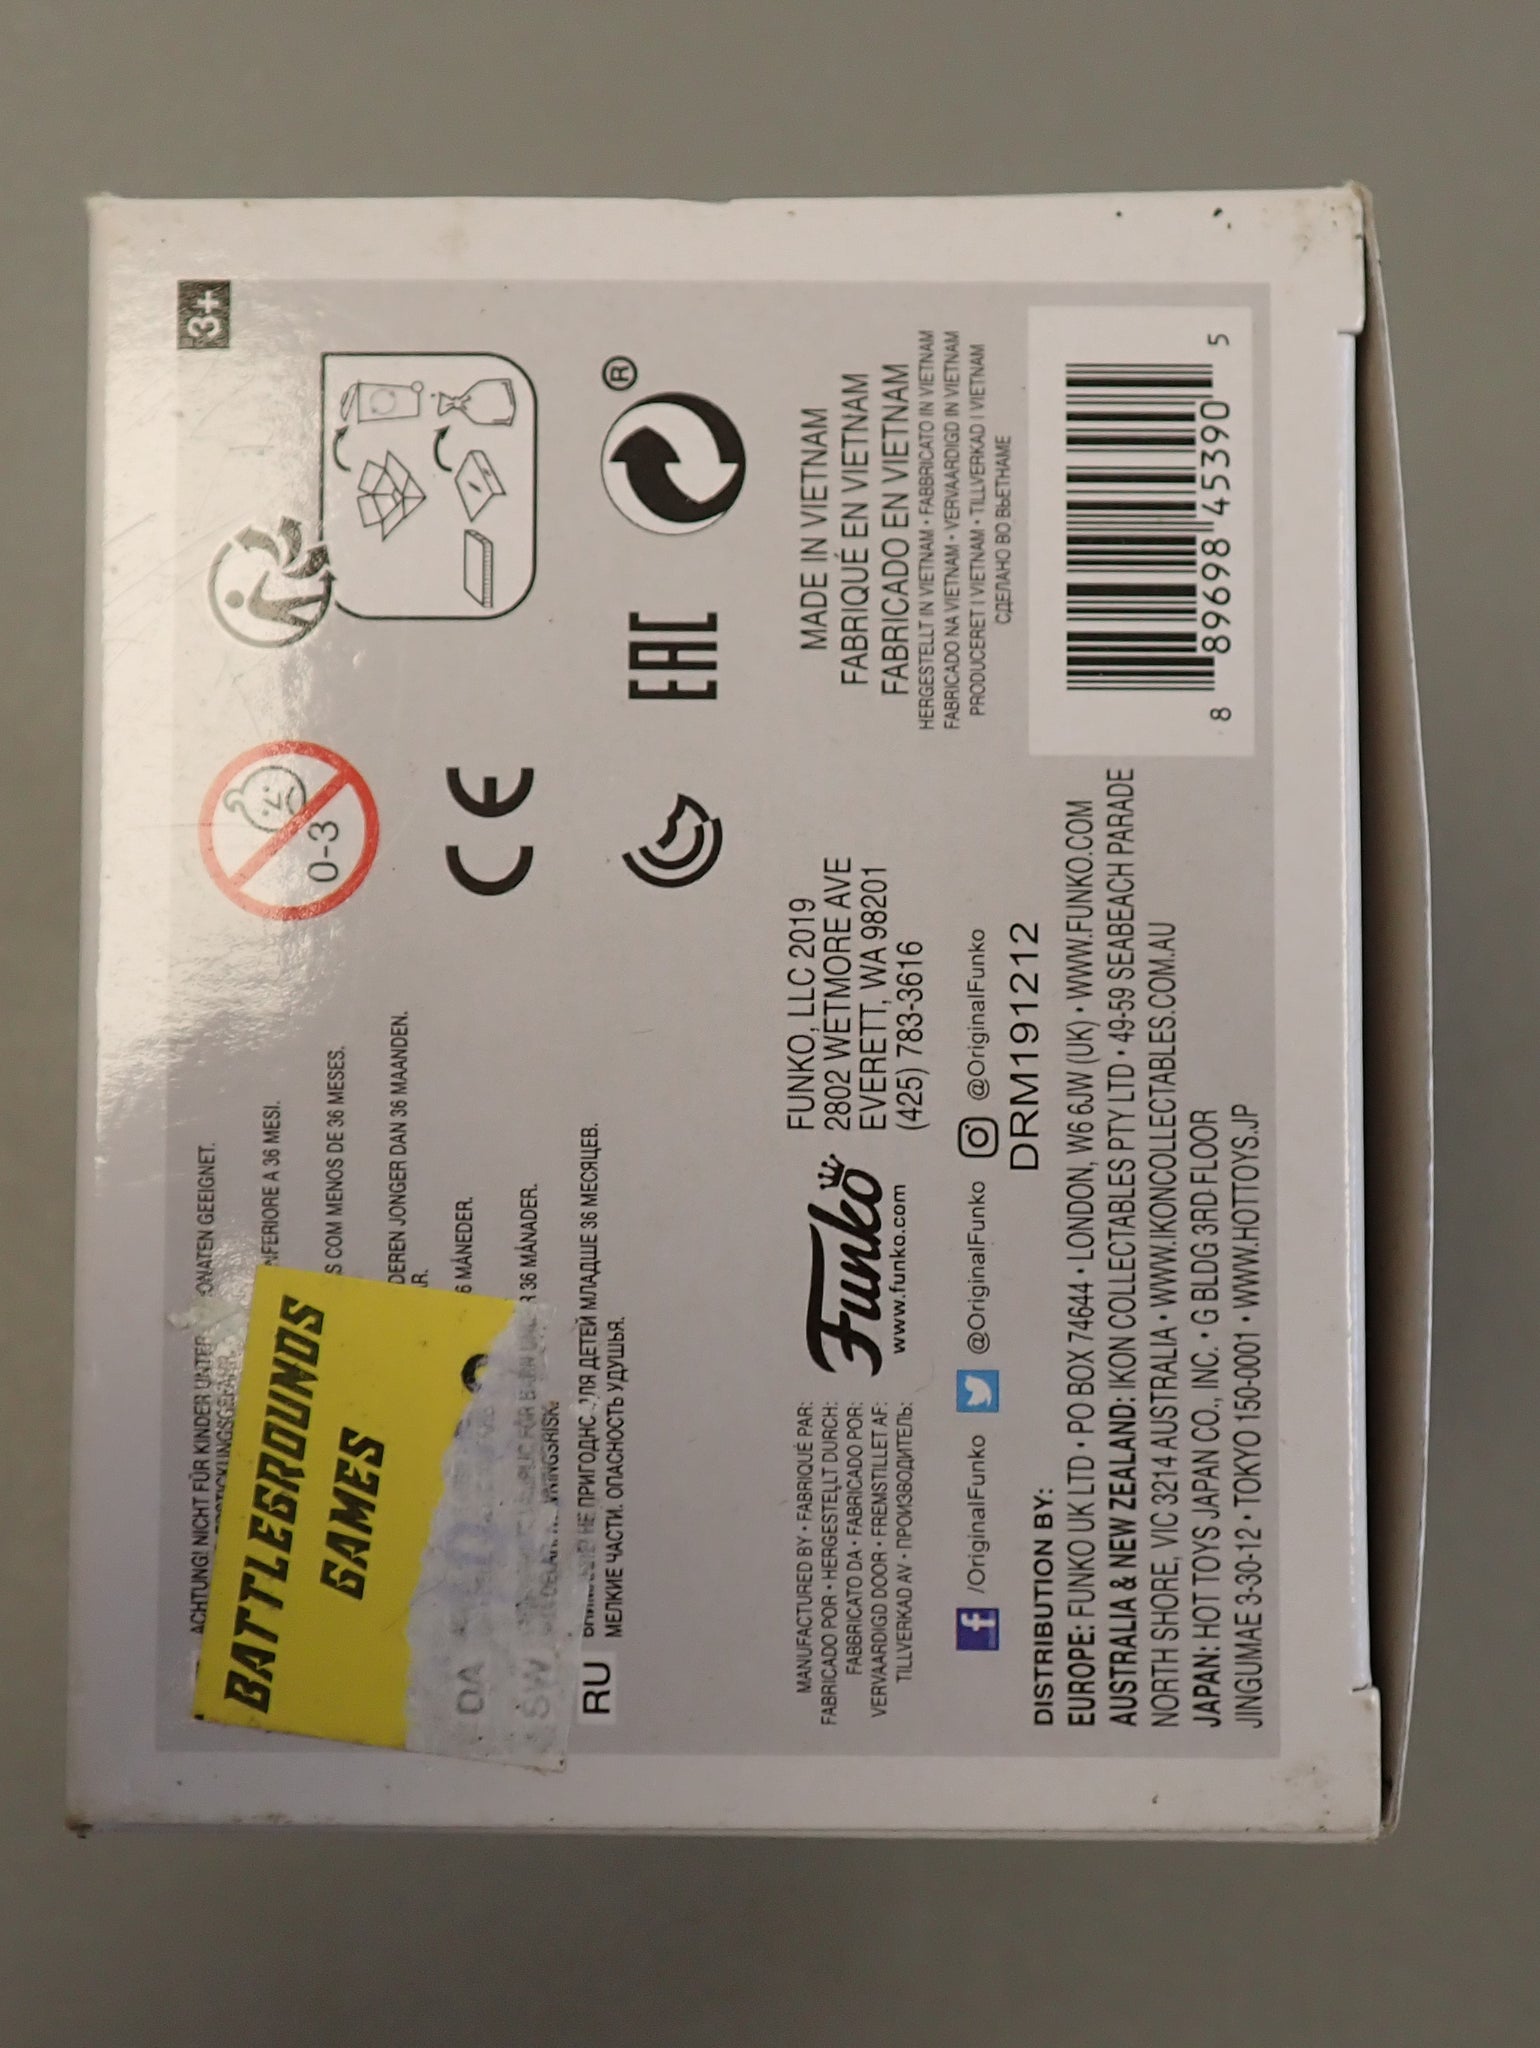 3+
ACHTUNG! NICHT FÜR KINDER UNTER
ONATEN GEEIGNET.
NFERIORE A 36 MESI.
S COM MENOS DE 36 MESES.
DEREN JONGER DAN 36 MAANDEN.
R.
6 MÅNEDER.
36 MÅNADER.
BATTLEGROUNDS
GAMES
DA
SW
RU
НЕ ПРИГОДНО ДЛЯ ДЕТЕЙ МЛАДШЕ 36 МЕСЯЦЕВ.
МЕЛКИЕ ЧАСТИ. ОПАСНОСТЬ УДУШЬЯ.
0-3
CE
EAC
®
MANUFACTURED BY • FABRIQUÉ PAR:
FABRICADO POR • HERGESTELLT DURCH:
FABBRICATO DA • FABRICADO POR:
VERVAARDIGD DOOR • FREMSTILLET AF:
TILLVERKAD AV • ПРОИЗВОДИТЕЛЬ:
Funko
www.funko.com
FUNKO, LLC 2019
2802 WETMORE AVE
EVERETT, WA 98201
(425) 783-3616
MADE IN VIETNAM
FABRIQUÉ EN VIETNAM
FABRICADO EN VIETNAM
HERGESTELLT IN VIETNAM • FABBRICATO IN VIETNAM
FABRICADO NA VIETNAM • VERVAARDIGD IN VIETNAM
PRODUCERET I VIETNAM • TILLVERKAD I VIETNAM
СДЕЛАНО ВО ВЬЕТНАМЕ
/OriginalFunko @OriginalFunko @OriginalFunko
DRM191212
DISTRIBUTION BY:
EUROPE: FUNKO UK LTD • PO BOX 74644 • LONDON, W6 6JW (UK) • WWW.FUNKO.COM
AUSTRALIA & NEW ZEALAND: IKON COLLECTABLES PTY LTD • 49-59 SEABEACH PARADE
NORTH SHORE, VIC 3214 AUSTRALIA • WWW.IKONCOLLECTABLES.COM.AU
JAPAN: HOT TOYS JAPAN CO., INC. • G BLDG 3RD FLOOR
JINGUMAE 3-30-12 • TOKYO 150-0001 • WWW.HOTTOYS.JP
8 89698 45390 5